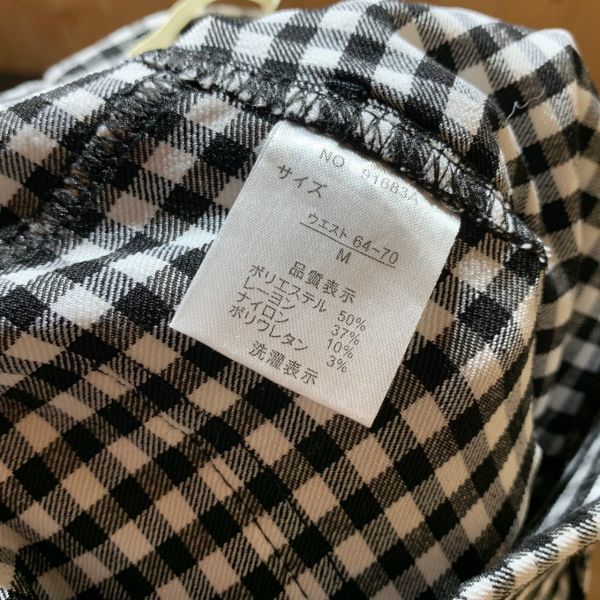 NO 91683A
サイズ
ウエスト 64~70
M
品質表示
ポリエステル 50%
レーヨン 37%
ナイロン 10%
ポリウレタン 3%
洗濯表示